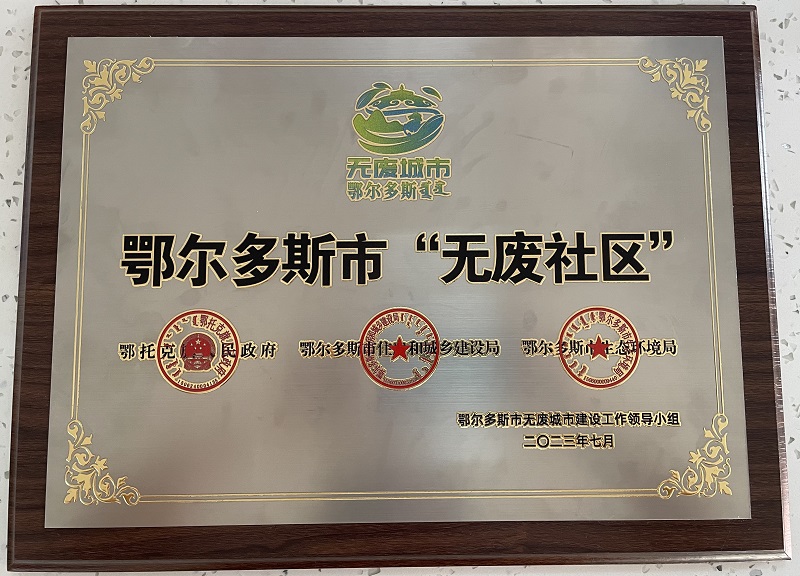 无废城市
鄂尔多斯
鄂尔多斯市“无废社区”
鄂托克 人民政府 鄂尔多斯市住 和城乡建设局 鄂尔多斯市生态环境局
鄂尔多斯市无废城市建设工作领导小组
二〇二三年七月